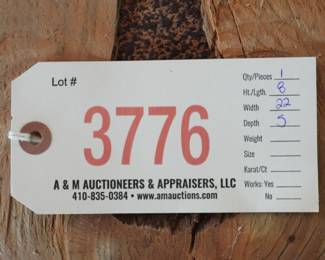 Lot #
3776
A & M AUCTIONEERS & APPRAISERS, LLC
410-835-0384 • www.amauctions.com
Qty/Pieces 1
Ht./Lgth. 8
Width 22
Depth 5
Weight
Size
Karat/Ct
Works: Yes
No